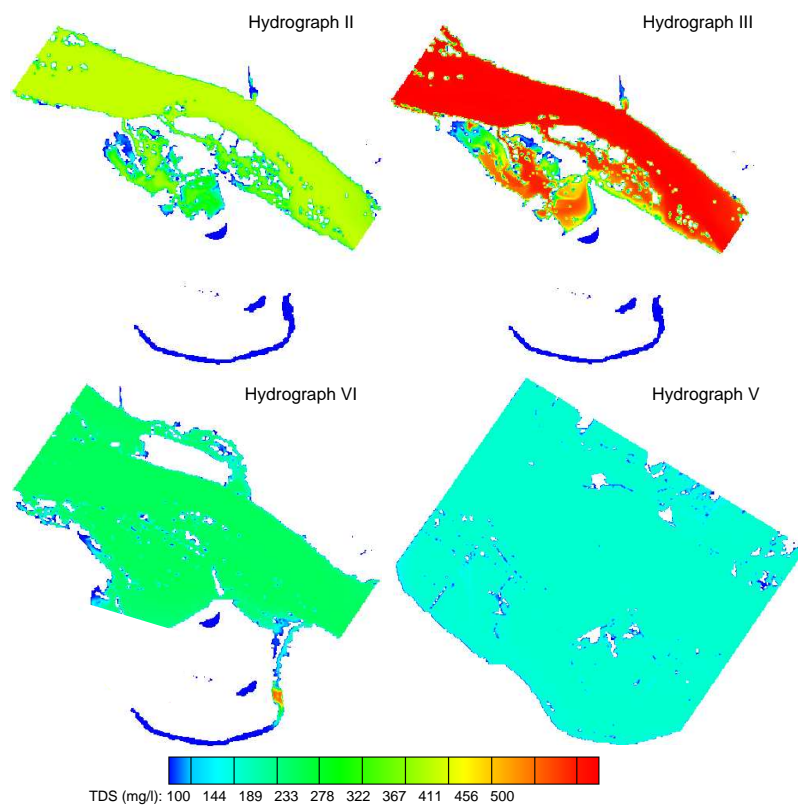 Hydrograph II
Hydrograph III
Hydrograph VI
Hydrograph V
TDS (mg/l): 100 144 189 233 278 322 367 411 456 500